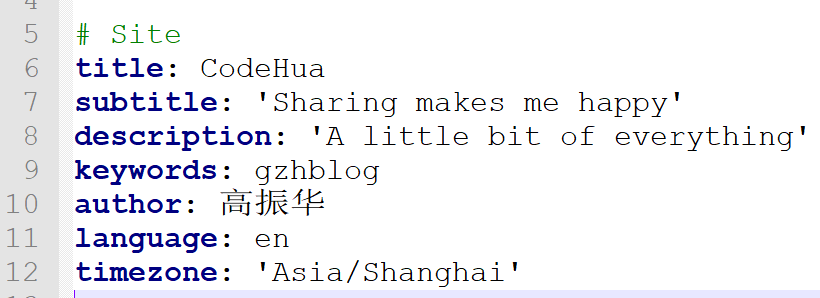 5 # Site
6 title: CodeHua
7 subtitle: 'Sharing makes me happy'
8 description: 'A little bit of everything'
9 keywords: gzhblog
10 author: 高振华
11 language: en
12 timezone: 'Asia/Shanghai'